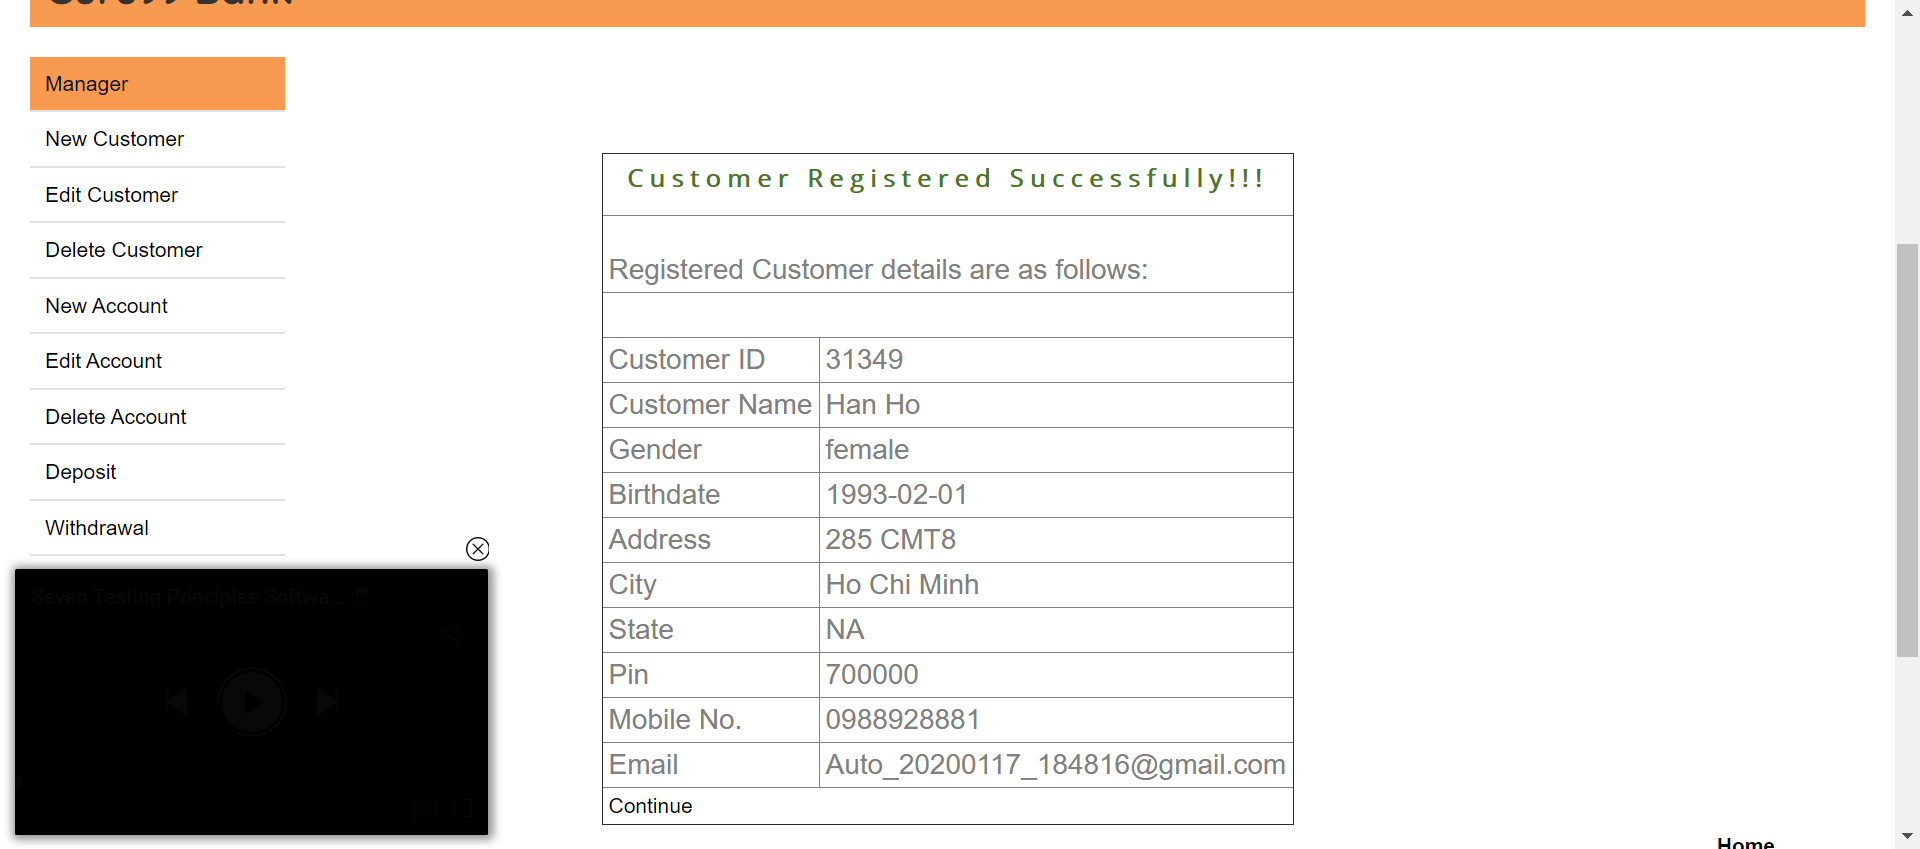 Guru99 Bank
Manager
New Customer
Edit Customer
Delete Customer
New Account
Edit Account
Delete Account
Deposit
Withdrawal
Seven Testing Principles Softwa...
Customer Registered Successfully!!!
Registered Customer details are as follows:
Customer ID 31349
Customer Name Han Ho
Gender female
Birthdate 1993-02-01
Address 285 CMT8
City Ho Chi Minh
State NA
Pin 700000
Mobile No. 0988928881
Email Auto_20200117_184816@gmail.com
Continue
Home